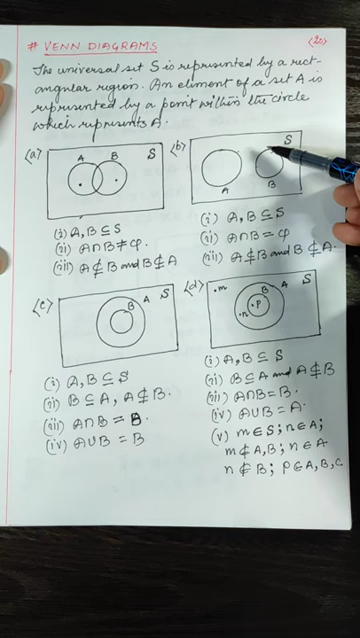 # VENN DIAGRAMS <20>
The universal set S is represented by a rect-
angular region. An element of a set A is
represented by a point within the circle
which represents A.
<a> A B S
<b> S A B
(i) A, B ⊆ S
(ii) A∩B ≠ φ.
(iii) A ⊄ B and B ⊄ A
(i) A, B ⊆ S
(ii) A∩B = φ
(iii) A ⊄ B and B ⊄ A.
<c> B A S
<d> .m B A S .p .n
(i) A, B ⊆ S
(ii) B ⊆ A, A ⊄ B.
(iii) A∩B = B.
(iv) A∪B = B
(i) A, B ⊆ S
(ii) B ⊆ A and A ⊄ B
(iii) A∩B = B.
(iv) A∪B = A.
(v) m∈S; n∈A;
m ∉ A, B; n∈A
n ∉ B; p∈A, B, C